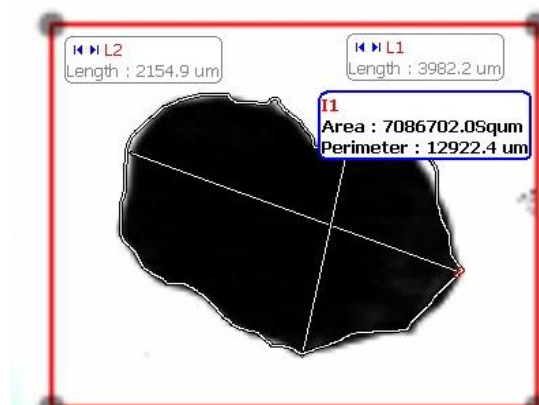 L2
Length : 2154.9 um
L1
Length : 3982.2 um
I1
Area : 7086702.0Squm
Perimeter : 12922.4 um